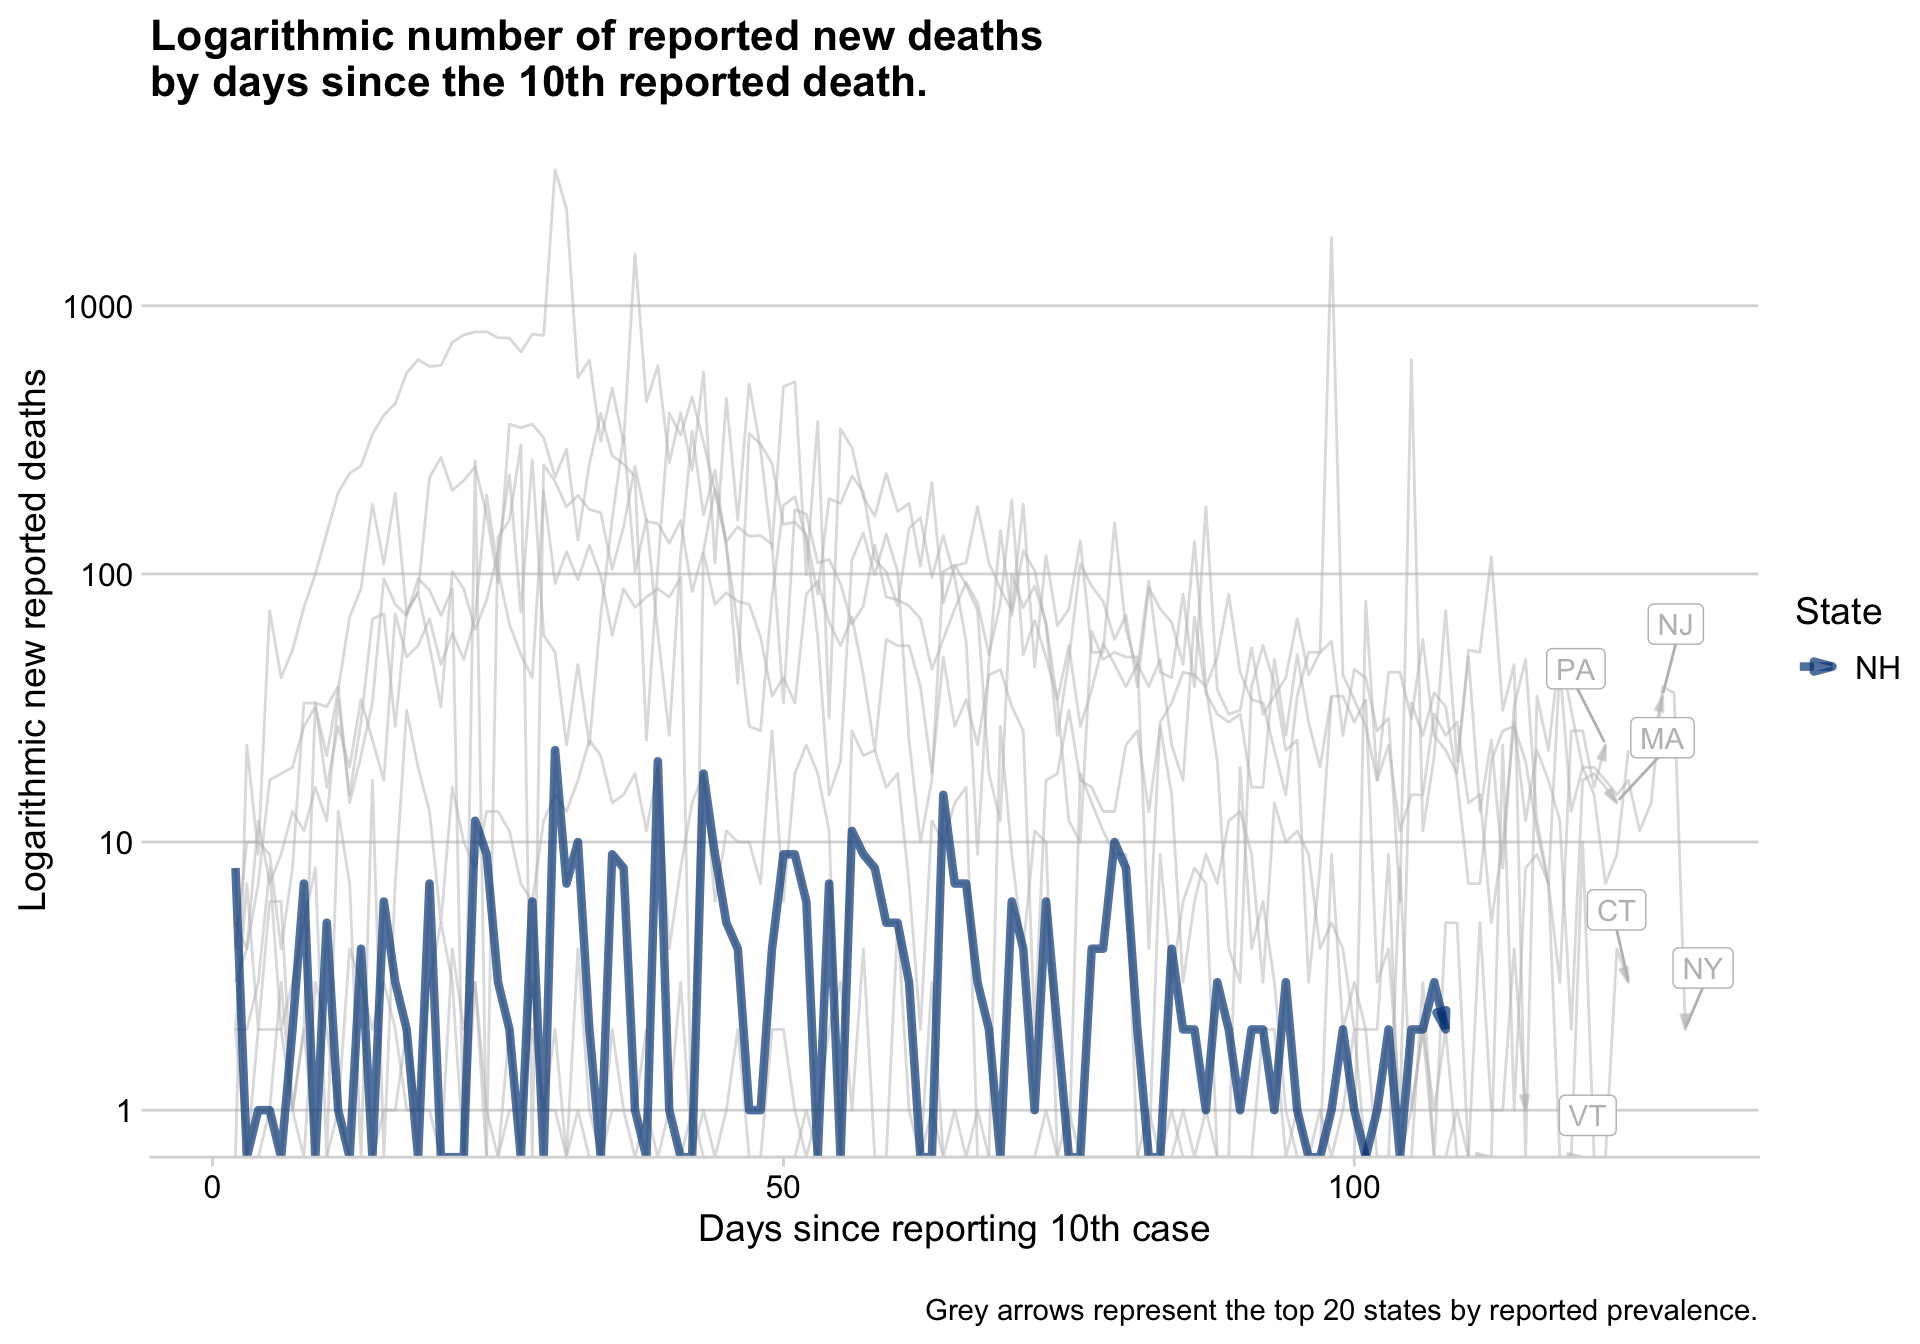 Logarithmic number of reported new deaths
by days since the 10th reported death.
Logarithmic new reported deaths
1000
100
10
1
NJ
PA
MA
CT
NY
VT
State
NH
0
50
100
Days since reporting 10th case
Grey arrows represent the top 20 states by reported prevalence.